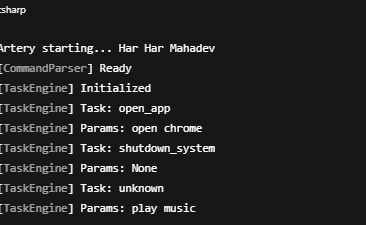 csharp
Artery starting... Har Har Mahadev
[CommandParser] Ready
[TaskEngine] Initialized
[TaskEngine] Task: open_app
[TaskEngine] Params: open chrome
[TaskEngine] Task: shutdown_system
[TaskEngine] Params: None
[TaskEngine] Task: unknown
[TaskEngine] Params: play music